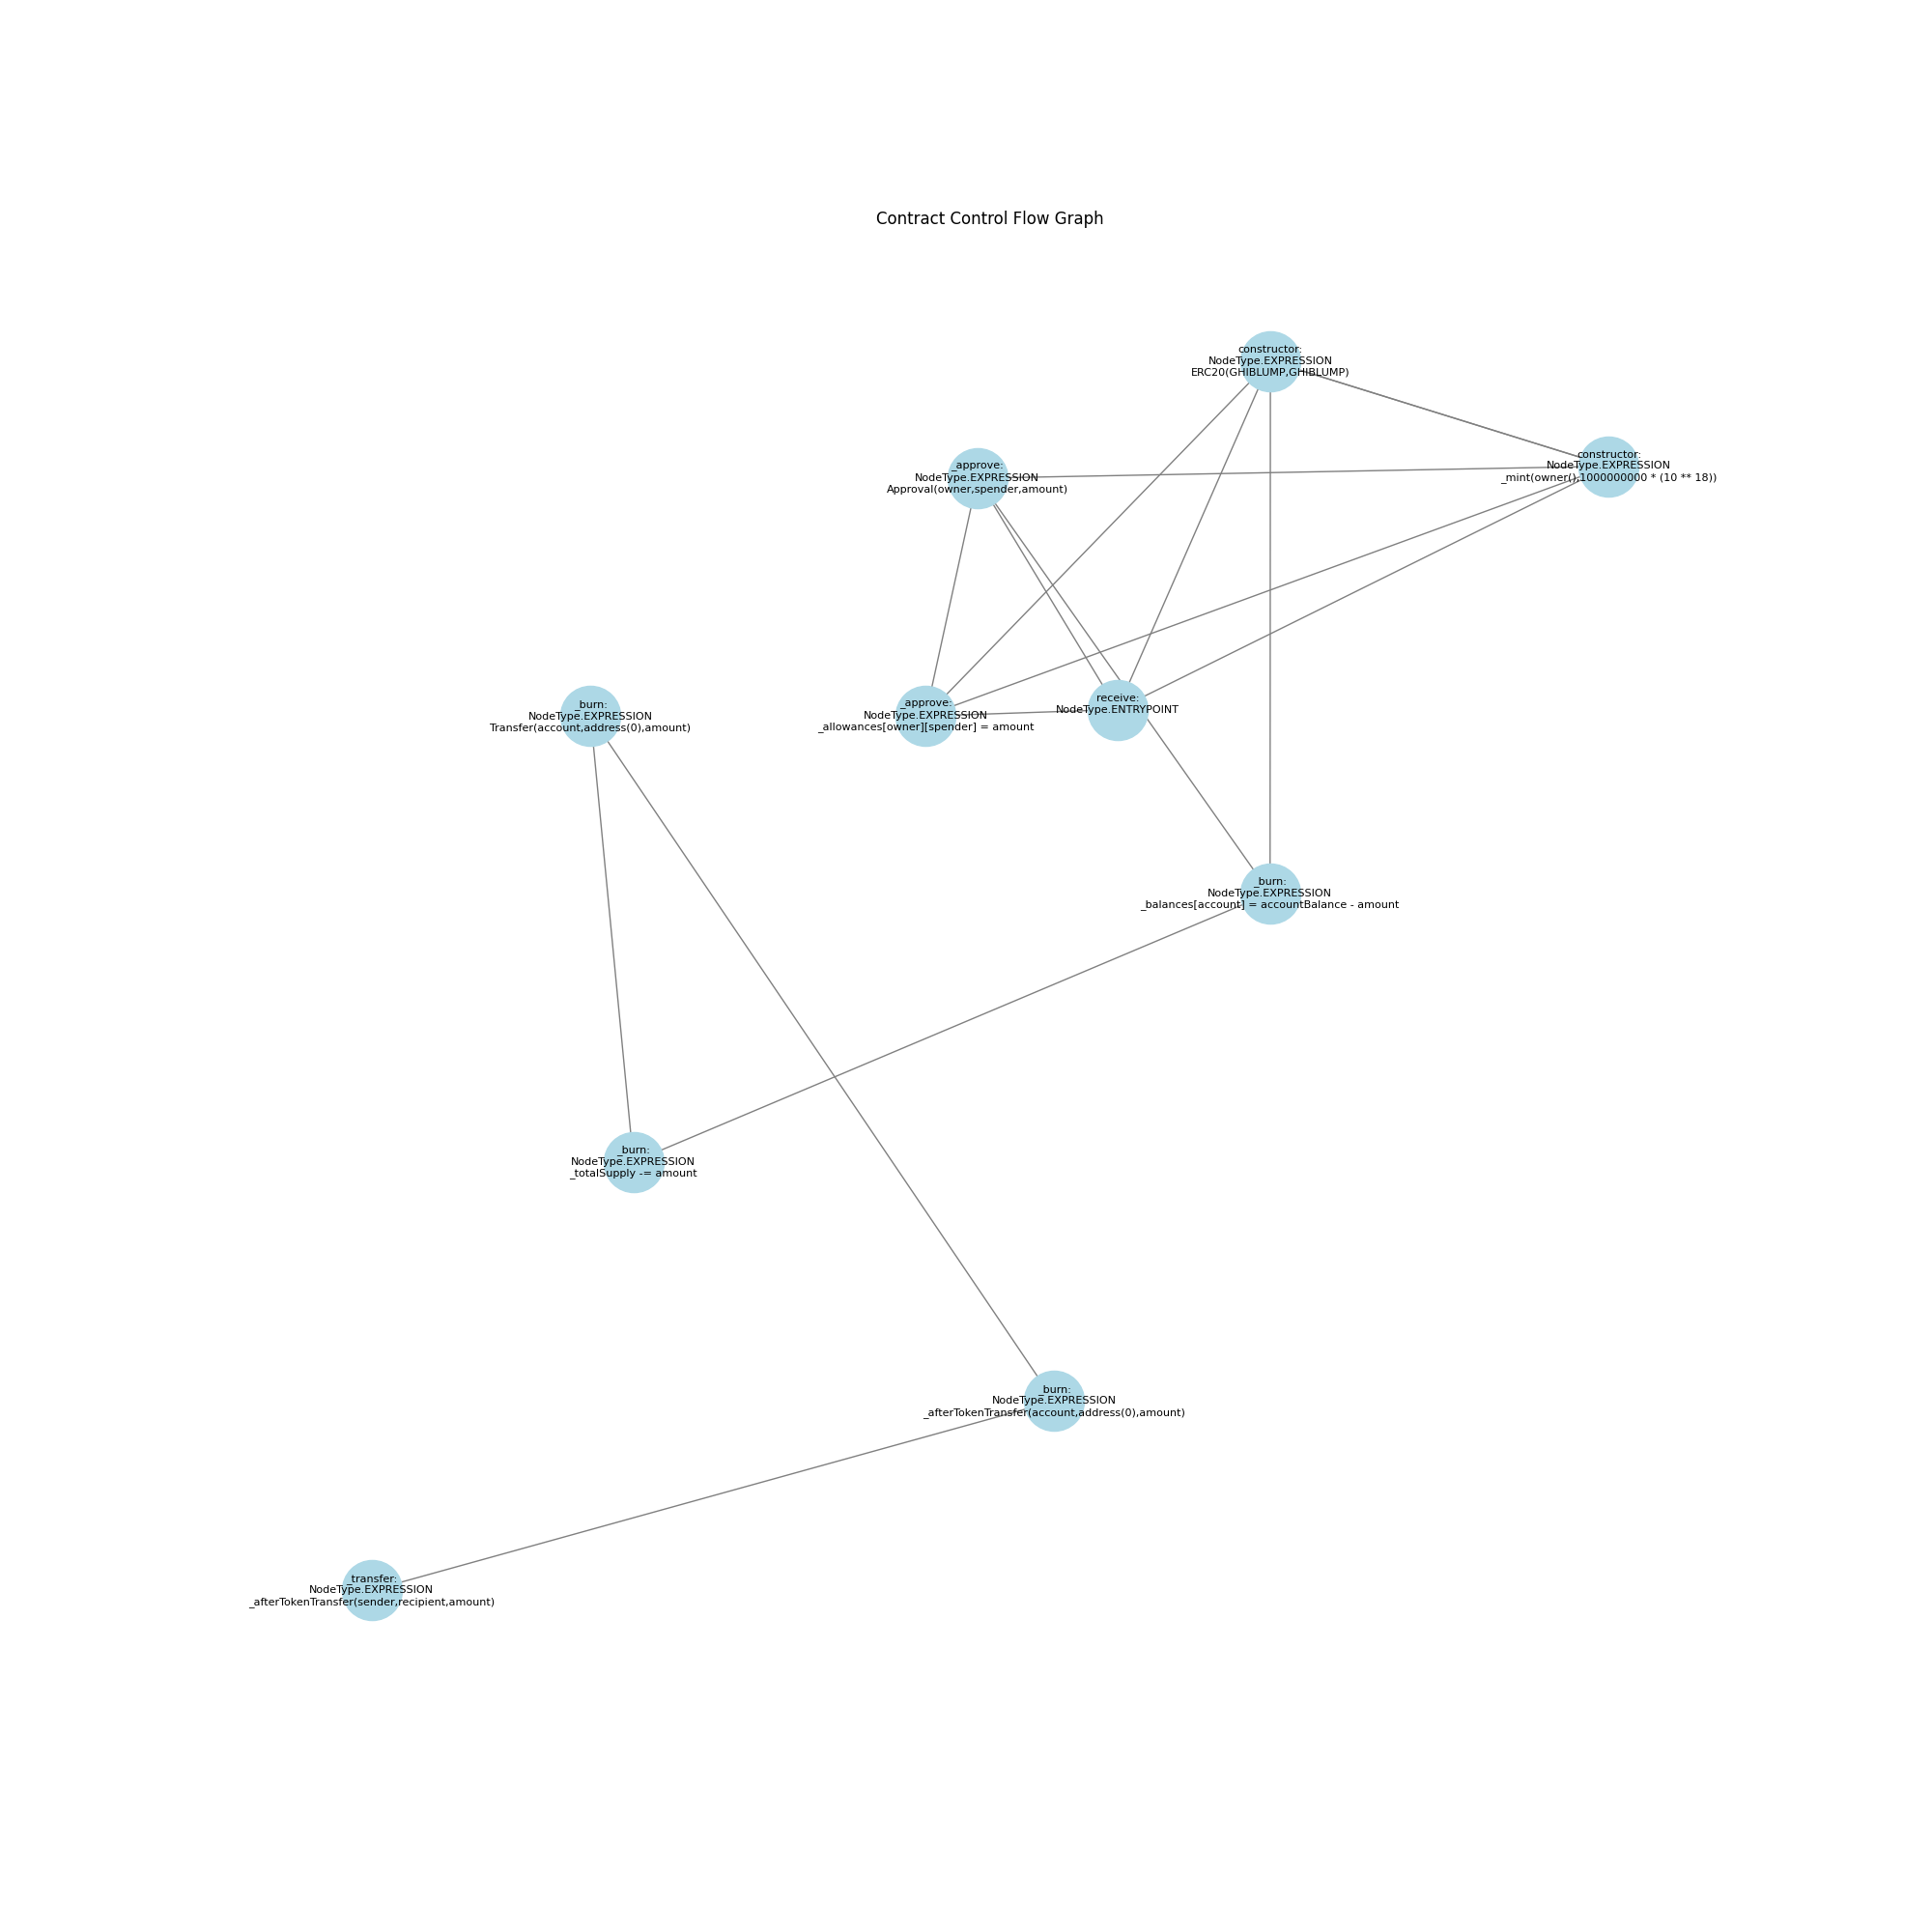 Contract Control Flow Graph
constructor:
NodeType.EXPRESSION
ERC20(GHIBLUMP,GHIBLUMP)
constructor:
NodeType.EXPRESSION
_mint(owner(),1000000000 * (10 ** 18))
_approve:
NodeType.EXPRESSION
Approval(owner,spender,amount)
_burn:
NodeType.EXPRESSION
Transfer(account,address(0),amount)
_approve:
NodeType.EXPRESSION
_allowances[owner][spender] = amount
receive:
NodeType.ENTRYPOINT
_burn:
NodeType.EXPRESSION
_balances[account] = accountBalance - amount
_burn:
NodeType.EXPRESSION
_totalSupply -= amount
_burn:
NodeType.EXPRESSION
_afterTokenTransfer(account,address(0),amount)
_transfer:
NodeType.EXPRESSION
_afterTokenTransfer(sender,recipient,amount)